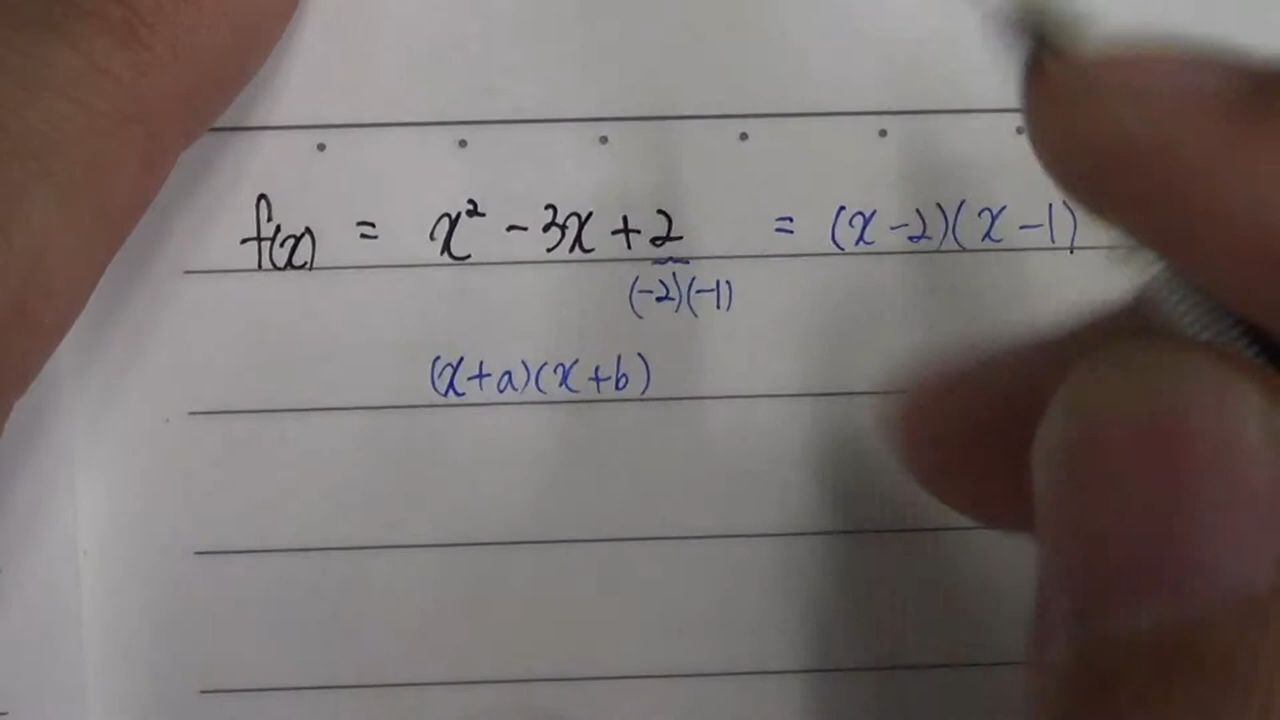 f(x) = x² - 3x + 2 = (x - 2)(x - 1)
(-2)(-1)
(x+a)(x+b)